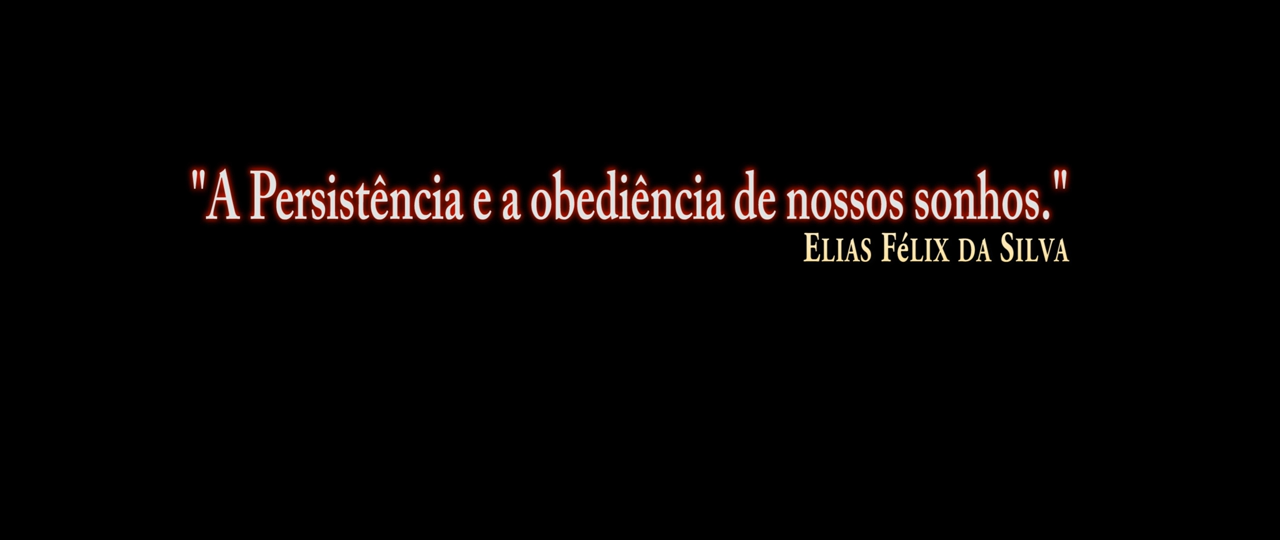 "A Persistência e a obediência de nossos sonhos."
ELIAS FéLIX DA SILVA